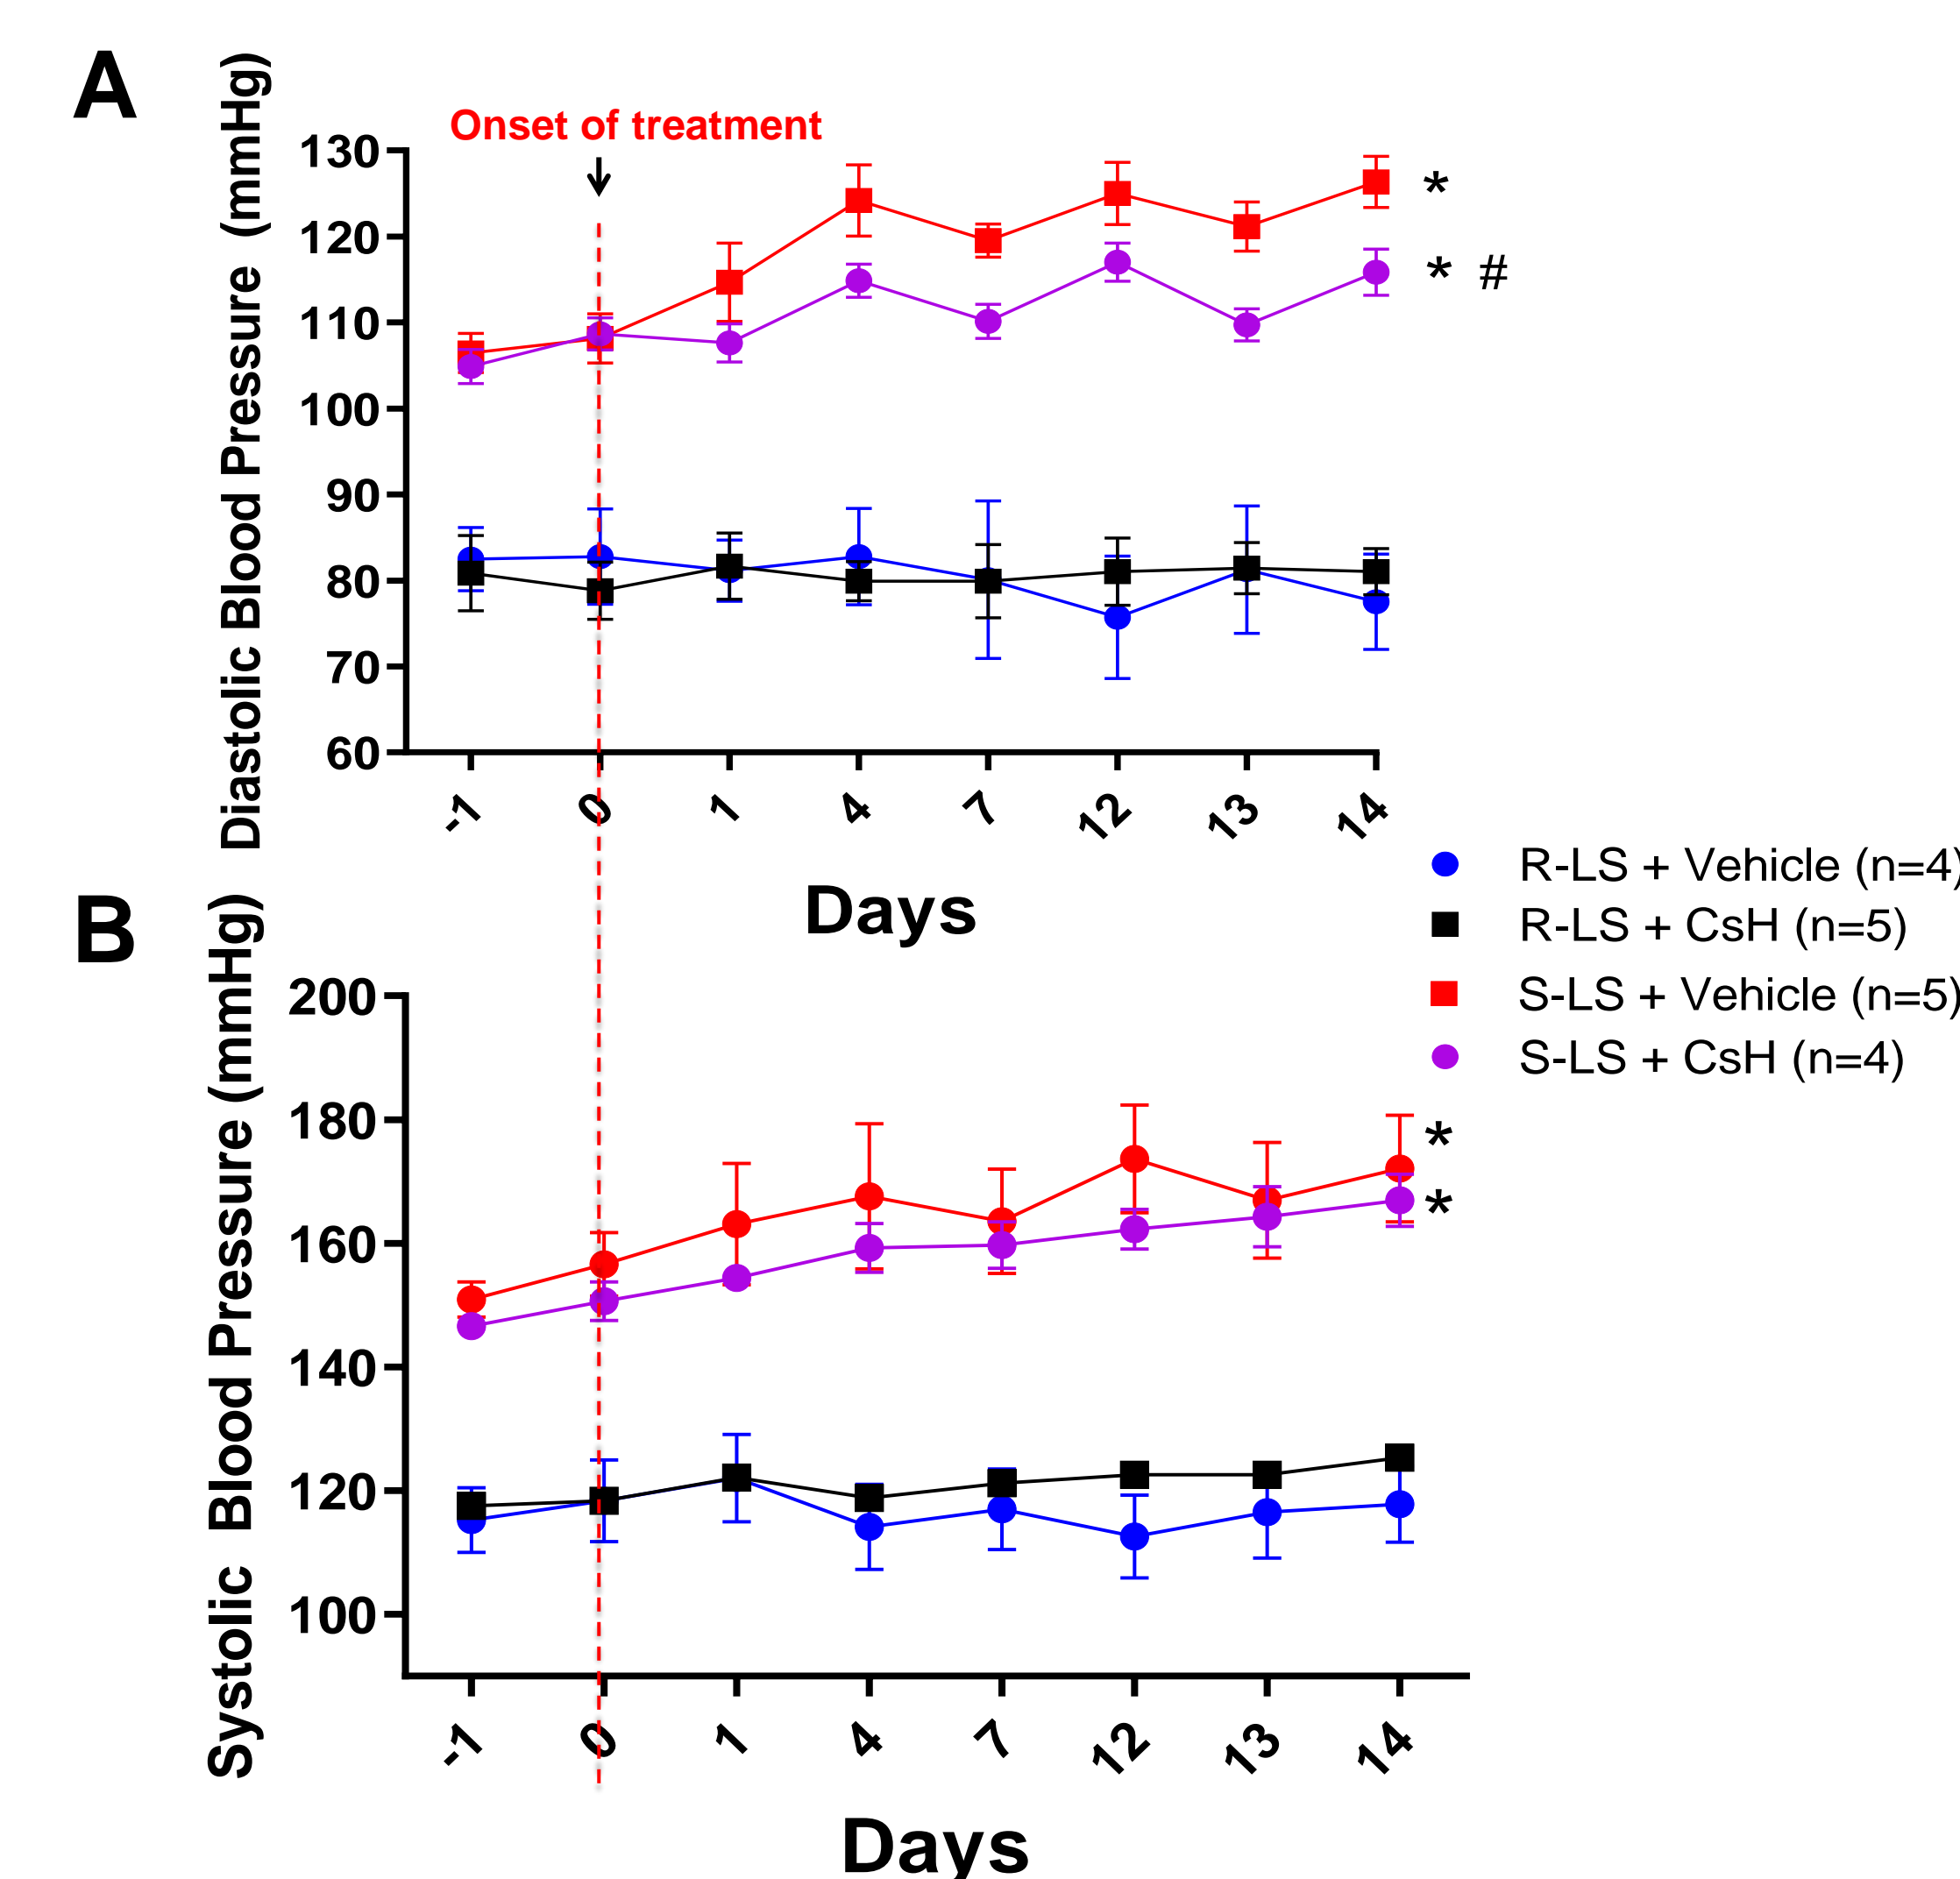 A
Diastolic Blood Pressure (mmHg)
Onset of treatment
130
120
110
100
90
80
70
60
* 
* #
-1 0 1 4 7 12 13 14
Days
R-LS + Vehicle (n=4)
R-LS + CsH (n=5)
S-LS + Vehicle (n=5)
S-LS + CsH (n=4)
B
Systolic Blood Pressure (mmHg)
200
180
160
140
120
100
*
*
-1 0 1 4 7 12 13 14
Days